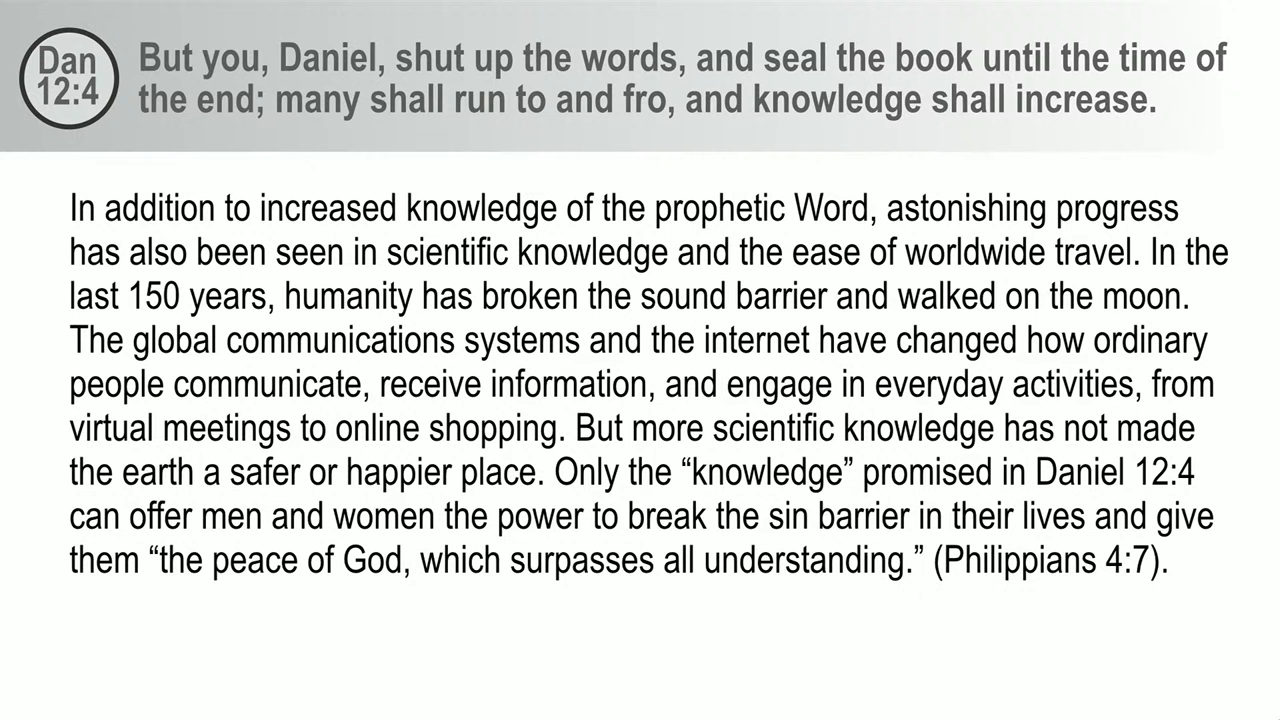 Dan
12:4
But you, Daniel, shut up the words, and seal the book until the time of
the end; many shall run to and fro, and knowledge shall increase.
In addition to increased knowledge of the prophetic Word, astonishing progress
has also been seen in scientific knowledge and the ease of worldwide travel. In the
last 150 years, humanity has broken the sound barrier and walked on the moon.
The global communications systems and the internet have changed how ordinary
people communicate, receive information, and engage in everyday activities, from
virtual meetings to online shopping. But more scientific knowledge has not made
the earth a safer or happier place. Only the “knowledge” promised in Daniel 12:4
can offer men and women the power to break the sin barrier in their lives and give
them “the peace of God, which surpasses all understanding.” (Philippians 4:7).